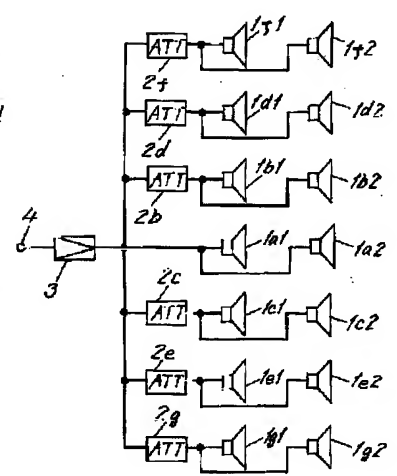 ATT 1f1 1f2
2f
ATT 1d1 1d2
2d
ATT 1b1 1b2
2b
4
3 1a1 1a2
2c
ATT 1c1 1c2
2e
ATT 1e1 1e2
2g
ATT 1g1 1g2